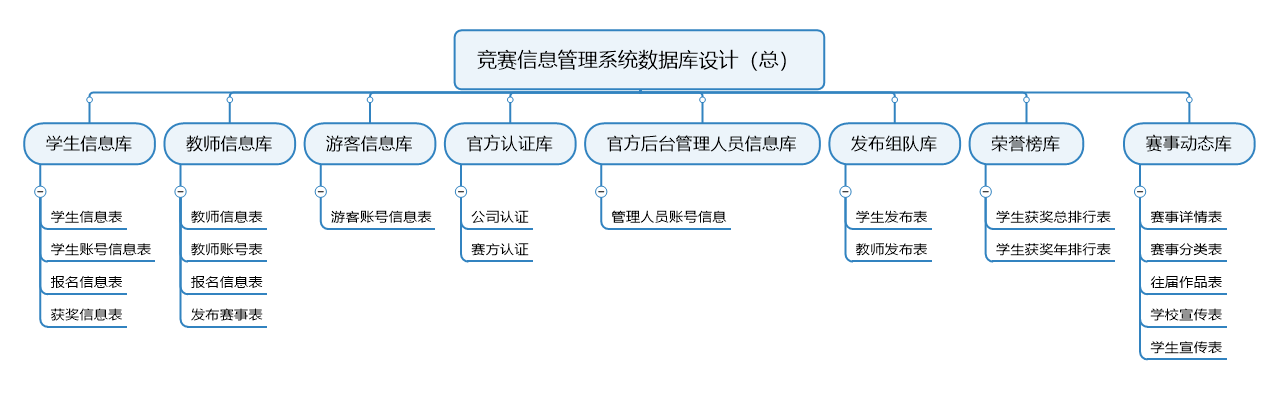 竞赛信息管理系统数据库设计（总）
学生信息库
教师信息库
游客信息库
官方认证库
官方后台管理人员信息库
发布组队库
荣誉榜库
赛事动态库
学生信息表
学生账号信息表
报名信息表
获奖信息表
教师信息表
教师账号表
报名信息表
发布赛事表
游客账号信息表
公司认证
赛方认证
管理人员账号信息
学生发布表
教师发布表
学生获奖总排行表
学生获奖年排行表
赛事详情表
赛事分类表
往届作品表
学校宣传表
学生宣传表